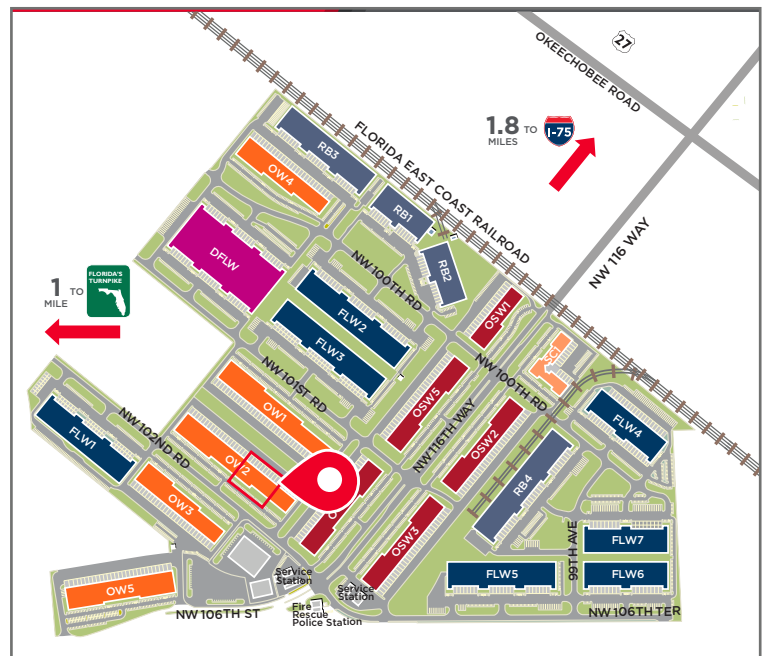 27
OKEECHOBEE ROAD
1.8 TO
MILES
I-75
FLORIDA EAST COAST RAILROAD
NW 116 WAY
RB3
OW4
RB1
RB2
DFLW
NW 100TH RD
1 TO
MILE
FLORIDA'S
TURNPIKE
FLW2
FLW3
OSW1
SC1
NW 100TH RD
NW 101ST RD
OSW5
OW1
NW 116TH WAY
OSW2
FLW4
FLW1
NW 102ND RD
OW2
RB4
OW3
OSW3
99TH AVE
FLW7
FLW5
FLW6
OW5
Service
Station
Service
Station
NW 106TH ST
Fire
Rescue
Police Station
NW 106TH TER